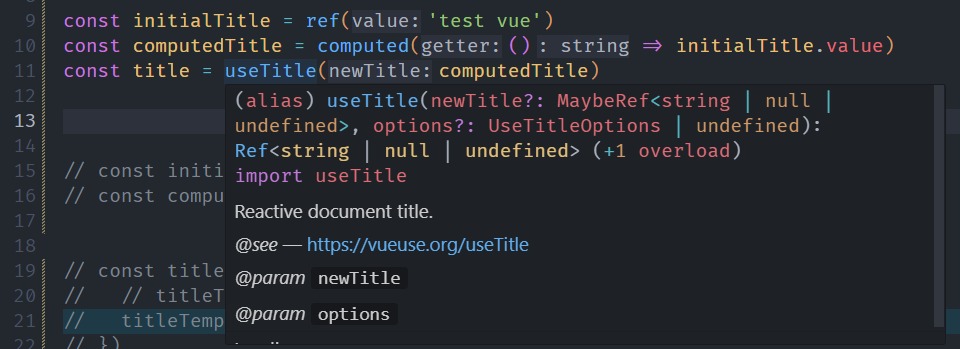 9 const initialTitle = ref(value: 'test vue')
10 const computedTitle = computed(getter: (): string => initialTitle.value)
11 const title = useTitle(newTitle: computedTitle)
12
13
14
15 // const initi
16 // const compu
17
18
19 // const title
20 //   // titleT
21 //   titleTemp
22 // })
(alias) useTitle(newTitle?: MaybeRef<string | null |
undefined>, options?: UseTitleOptions | undefined):
Ref<string | null | undefined> (+1 overload)
import useTitle
Reactive document title.
@see — https://vueuse.org/useTitle
@param newTitle
@param options